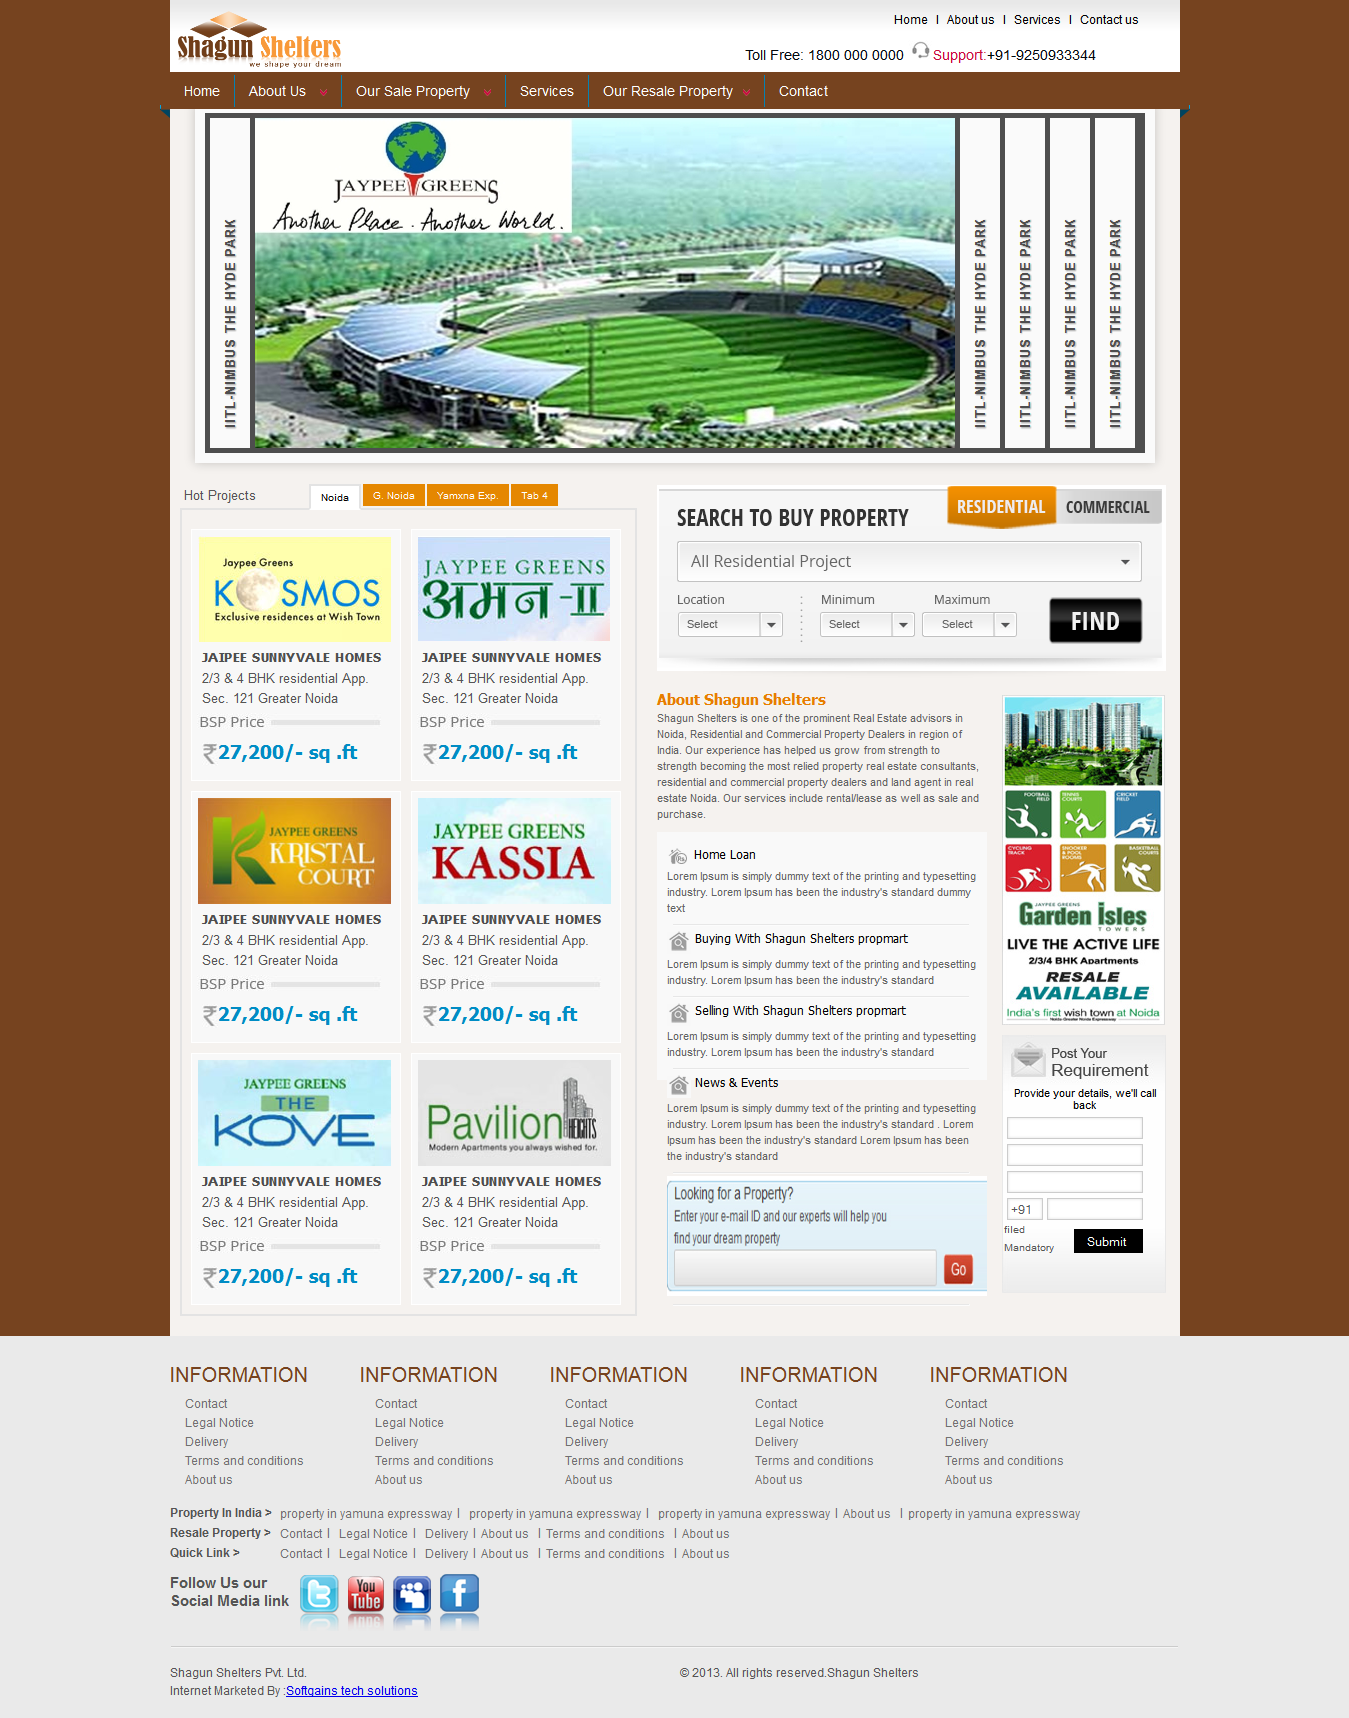 Home I About us I Services I Contact us
Shagun Shelters
we shape your dream
Toll Free: 1800 000 0000 Support:+91-9250933344
Home About Us Our Sale Property Services Our Resale Property Contact
IITL-NIMBUS THE HYDE PARK
JAYPEE GREENS
Another Place . Another World.
IITL-NIMBUS THE HYDE PARK
IITL-NIMBUS THE HYDE PARK
IITL-NIMBUS THE HYDE PARK
IITL-NIMBUS THE HYDE PARK
Hot Projects Noida G. Noida Yamxna Exp. Tab 4
Jaypee Greens
KOSMOS
Exclusive residences at Wish Town
JAIPEE SUNNYVALE HOMES
2/3 & 4 BHK residential App.
Sec. 121 Greater Noida
BSP Price
₹27,200/- sq .ft
JAYPEE GREENS
अमन-II
JAIPEE SUNNYVALE HOMES
2/3 & 4 BHK residential App.
Sec. 121 Greater Noida
BSP Price
₹27,200/- sq .ft
JAYPEE GREENS
KRISTAL
COURT
JAIPEE SUNNYVALE HOMES
2/3 & 4 BHK residential App.
Sec. 121 Greater Noida
BSP Price
₹27,200/- sq .ft
JAYPEE GREENS
KASSIA
JAIPEE SUNNYVALE HOMES
2/3 & 4 BHK residential App.
Sec. 121 Greater Noida
BSP Price
₹27,200/- sq .ft
JAYPEE GREENS
THE
KOVE
JAIPEE SUNNYVALE HOMES
2/3 & 4 BHK residential App.
Sec. 121 Greater Noida
BSP Price
₹27,200/- sq .ft
Pavilion HEIGHTS
Modern Apartments you always wished for.
JAIPEE SUNNYVALE HOMES
2/3 & 4 BHK residential App.
Sec. 121 Greater Noida
BSP Price
₹27,200/- sq .ft
SEARCH TO BUY PROPERTY RESIDENTIAL COMMERCIAL
All Residential Project
Location Minimum Maximum
Select Select Select FIND
About Shagun Shelters
Shagun Shelters is one of the prominent Real Estate advisors in
Noida, Residential and Commercial Property Dealers in region of
India. Our experience has helped us grow from strength to
strength becoming the most relied property real estate consultants,
residential and commercial property dealers and land agent in real
estate Noida. Our services include rental/lease as well as sale and
purchase.
Home Loan
Lorem Ipsum is simply dummy text of the printing and typesetting
industry. Lorem Ipsum has been the industry's standard dummy
text
Buying With Shagun Shelters propmart
Lorem Ipsum is simply dummy text of the printing and typesetting
industry. Lorem Ipsum has been the industry's standard
Selling With Shagun Shelters propmart
Lorem Ipsum is simply dummy text of the printing and typesetting
industry. Lorem Ipsum has been the industry's standard
News & Events
Lorem Ipsum is simply dummy text of the printing and typesetting
industry. Lorem Ipsum has been the industry's standard . Lorem
Ipsum has been the industry's standard Lorem Ipsum has been
the industry's standard
Looking for a Property?
Enter your e-mail ID and our experts will help you
find your dream property
Go
FOOTBALL FIELD
TENNIS COURTS
CRICKET FIELD
CYCLING TRACK
SNOOKER & POOL ROOMS
BASKETBALL COURTS
JAYPEE GREENS
Garden Isles
TOWERS
LIVE THE ACTIVE LIFE
2/3/4 BHK Apartments
RESALE
AVAILABLE
India's first wish town at Noida
Post Your
Requirement
Provide your details, we'll call
back
+91
filed
Mandatory Submit
INFORMATION INFORMATION INFORMATION INFORMATION INFORMATION
Contact Contact Contact Contact Contact
Legal Notice Legal Notice Legal Notice Legal Notice Legal Notice
Delivery Delivery Delivery Delivery Delivery
Terms and conditions Terms and conditions Terms and conditions Terms and conditions Terms and conditions
About us About us About us About us About us
Property In India > property in yamuna expressway I property in yamuna expressway I property in yamuna expressway I About us I property in yamuna expressway
Resale Property > Contact I Legal Notice I Delivery I About us I Terms and conditions I About us
Quick Link > Contact I Legal Notice I Delivery I About us I Terms and conditions I About us
Follow Us our
Social Media link
You Tube
Shagun Shelters Pvt. Ltd. © 2013. All rights reserved.Shagun Shelters
Internet Marketed By :Softgains tech solutions